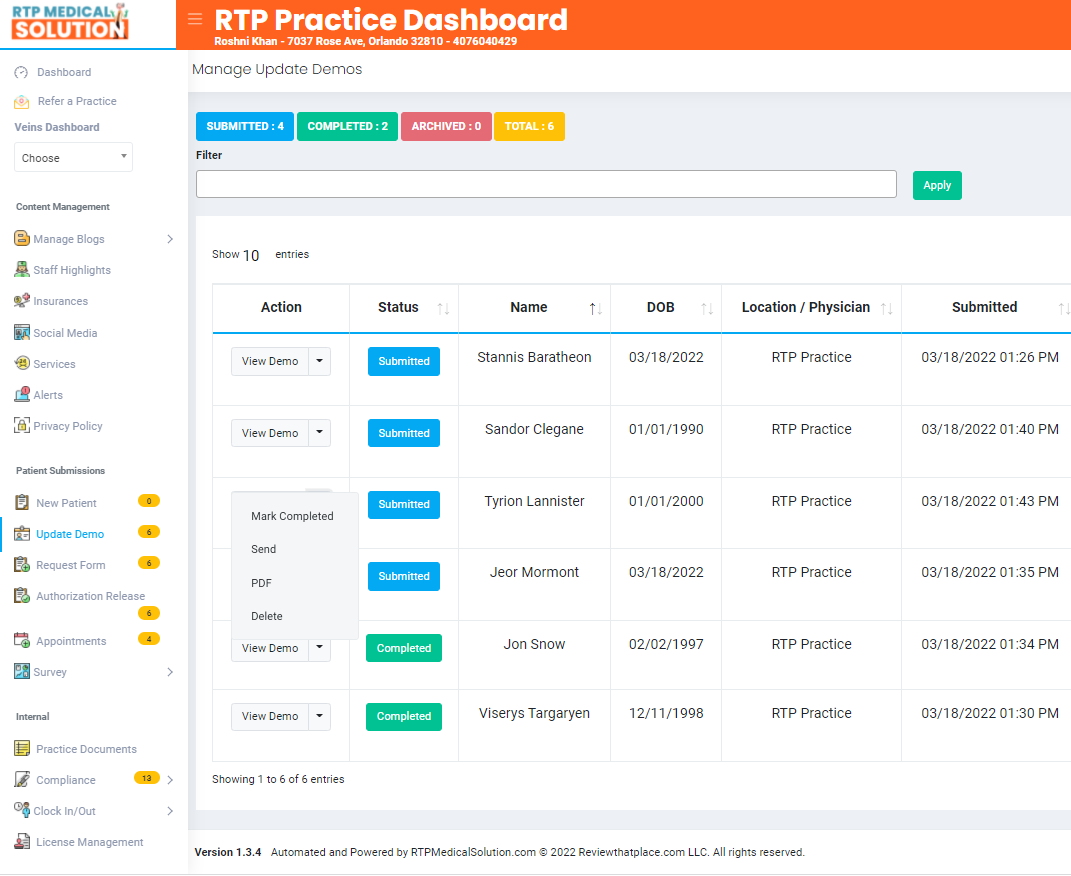 RTP MEDICAL
SOLUTION
RTP Practice Dashboard
Roshni Khan - 7037 Rose Ave, Orlando 32810 - 4076040429
Dashboard
Refer a Practice
Veins Dashboard
Choose
Content Management
Manage Blogs
Staff Highlights
Insurances
Social Media
Services
Alerts
Privacy Policy
Patient Submissions
New Patient 0
Update Demo 6
Request Form 6
Authorization Release
6
Appointments 4
Survey
Internal
Practice Documents
Compliance 13
Clock In/Out
License Management
Manage Update Demos
SUBMITTED : 4 COMPLETED : 2 ARCHIVED : 0 TOTAL : 6
Filter
Apply
Show 10 entries
Action Status Name DOB Location / Physician Submitted
View Demo Submitted Stannis Baratheon 03/18/2022 RTP Practice 03/18/2022 01:26 PM
View Demo Submitted Sandor Clegane 01/01/1990 RTP Practice 03/18/2022 01:40 PM
Submitted Tyrion Lannister 01/01/2000 RTP Practice 03/18/2022 01:43 PM
Mark Completed
Send
Submitted Jeor Mormont 03/18/2022 RTP Practice 03/18/2022 01:35 PM
PDF
Delete
View Demo Completed Jon Snow 02/02/1997 RTP Practice 03/18/2022 01:34 PM
View Demo Completed Viserys Targaryen 12/11/1998 RTP Practice 03/18/2022 01:30 PM
Showing 1 to 6 of 6 entries
Version 1.3.4 Automated and Powered by RTPMedicalSolution.com © 2022 Reviewthatplace.com LLC. All rights reserved.